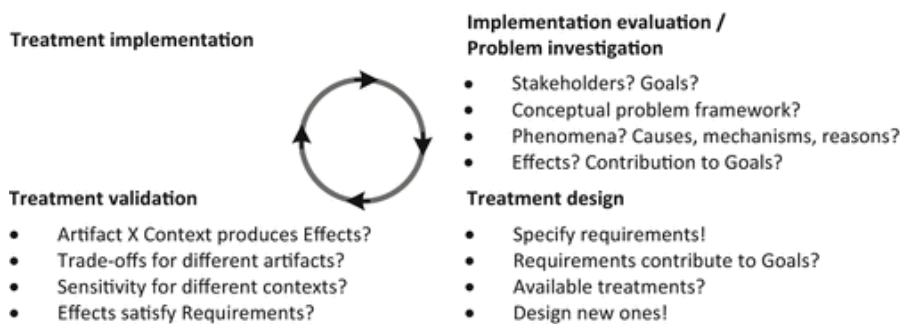 Treatment implementation
Implementation evaluation /
Problem investigation
• Stakeholders? Goals?
• Conceptual problem framework?
• Phenomena? Causes, mechanisms, reasons?
• Effects? Contribution to Goals?
Treatment validation
• Artifact X Context produces Effects?
• Trade-offs for different artifacts?
• Sensitivity for different contexts?
• Effects satisfy Requirements?
Treatment design
• Specify requirements!
• Requirements contribute to Goals?
• Available treatments?
• Design new ones!